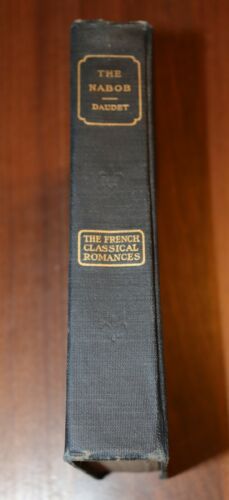 THE
NABOB
DAUDET
THE FRENCH
CLASSICAL
ROMANCES